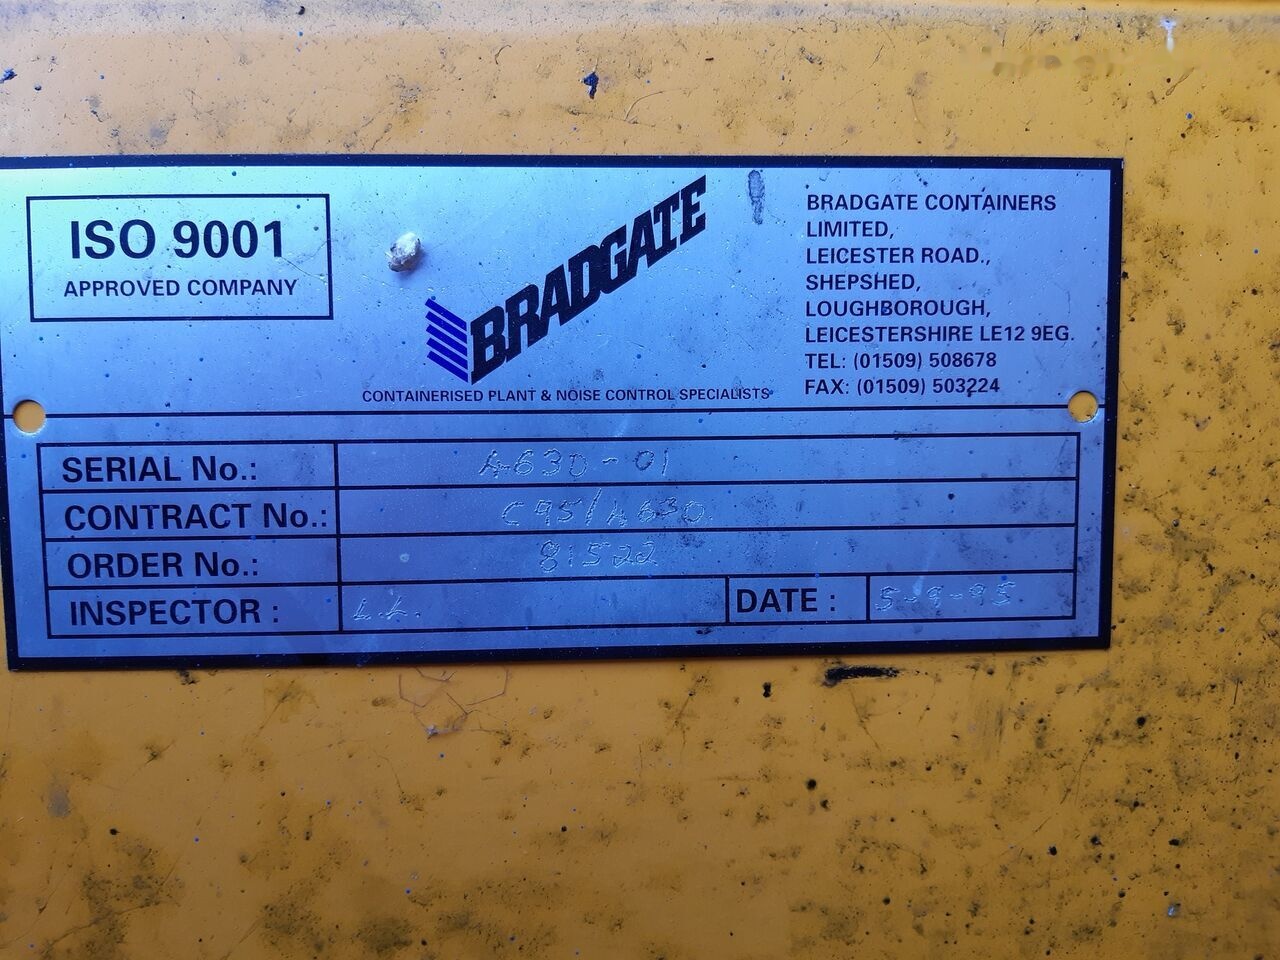 ISO 9001
APPROVED COMPANY
BRADGATE
CONTAINERISED PLANT & NOISE CONTROL SPECIALISTS
BRADGATE CONTAINERS
LIMITED,
LEICESTER ROAD.,
SHEPSHED,
LOUGHBOROUGH,
LEICESTERSHIRE LE12 9EG.
TEL: (01509) 508678
FAX: (01509) 503224
SERIAL No.: A630-01
CONTRACT No.: C95/A630.
ORDER No.: 81522
INSPECTOR : L.L. DATE : 5-9-95.